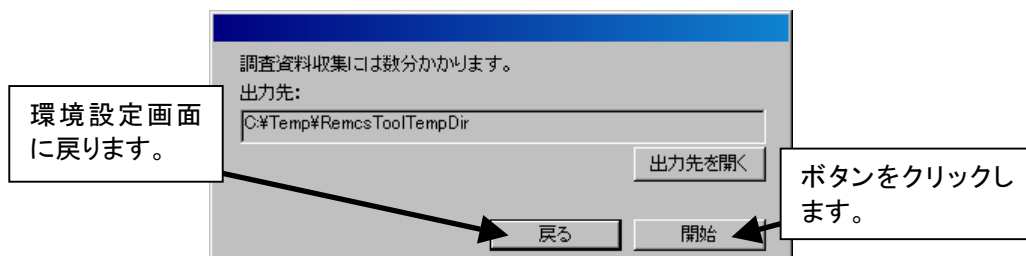 調査資料収集には数分かかります。
出力先:
C:¥Temp¥RemcsToolTempDir
出力先を開く
戻る
開始
環境設定画面
に戻ります。
ボタンをクリックし
ます。